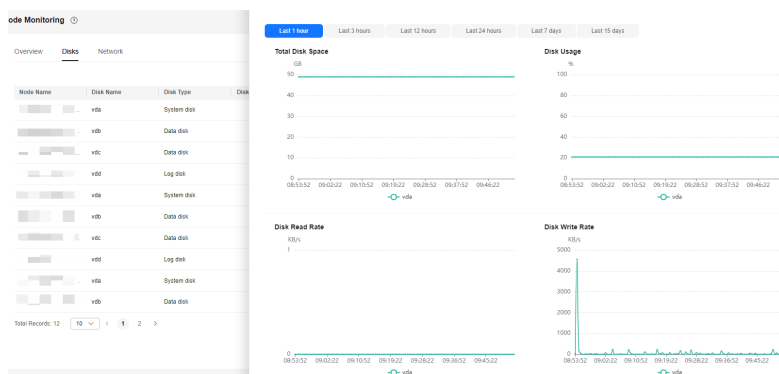 ode Monitoring
Overview Disks Network
Node Name Disk Name Disk Type Disk
vda System disk
vdb Data disk
vdc Data disk
vdd Log disk
vda System disk
vdb Data disk
vdc Data disk
vdd Log disk
vda System disk
vdb Data disk
Total Records: 12 10 < 1 2 >
Last 1 hour Last 3 hours Last 12 hours Last 24 hours Last 7 days Last 15 days
Total Disk Space
GB
50
40
30
20
10
0
08:53:52 09:02:22 09:10:52 09:19:22 09:28:52 09:37:52 09:46:22
vda
Disk Usage
%
100
80
60
40
20
0
08:53:52 09:02:22 09:10:52 09:19:22 09:28:52 09:37:52 09:46:22
vda
Disk Read Rate
KB/s
1
0
08:53:52 09:02:22 09:10:52 09:19:22 09:28:22 09:36:52 09:45:22
vda
Disk Write Rate
KB/s
5000
4000
3000
2000
1000
0
08:53:52 09:02:22 09:10:52 09:19:22 09:28:22 09:36:52 09:45:22
vda